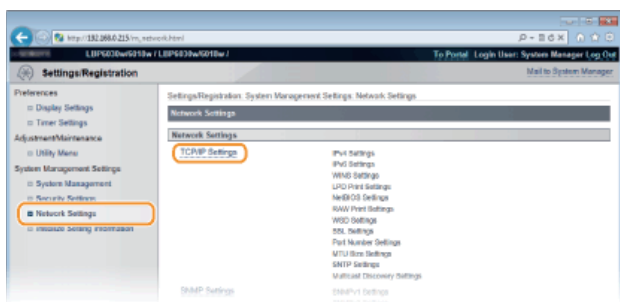 http://192.168.0.215/m_network.html
LBP6030w/6018w / LBP6030w/6018w /
To Portal Login User: System Manager Log Out
Settings/Registration
Mail to System Manager
Preferences
Display Settings
Timer Settings
Adjustment/Maintenance
Utility Menu
System Management Settings
System Management
Security Settings
Network Settings
Initialize Setting Information
Settings/Registration: System Management Settings: Network Settings
Network Settings
Network Settings
TCP/IP Settings
IPv4 Settings
IPv6 Settings
WINS Settings
LPD Print Settings
NetBIOS Settings
RAW Print Settings
WSD Settings
SSL Settings
Port Number Settings
MTU Size Settings
SNTP Settings
Multicast Discovery Settings
SNMP Settings
SNMPv1 Settings